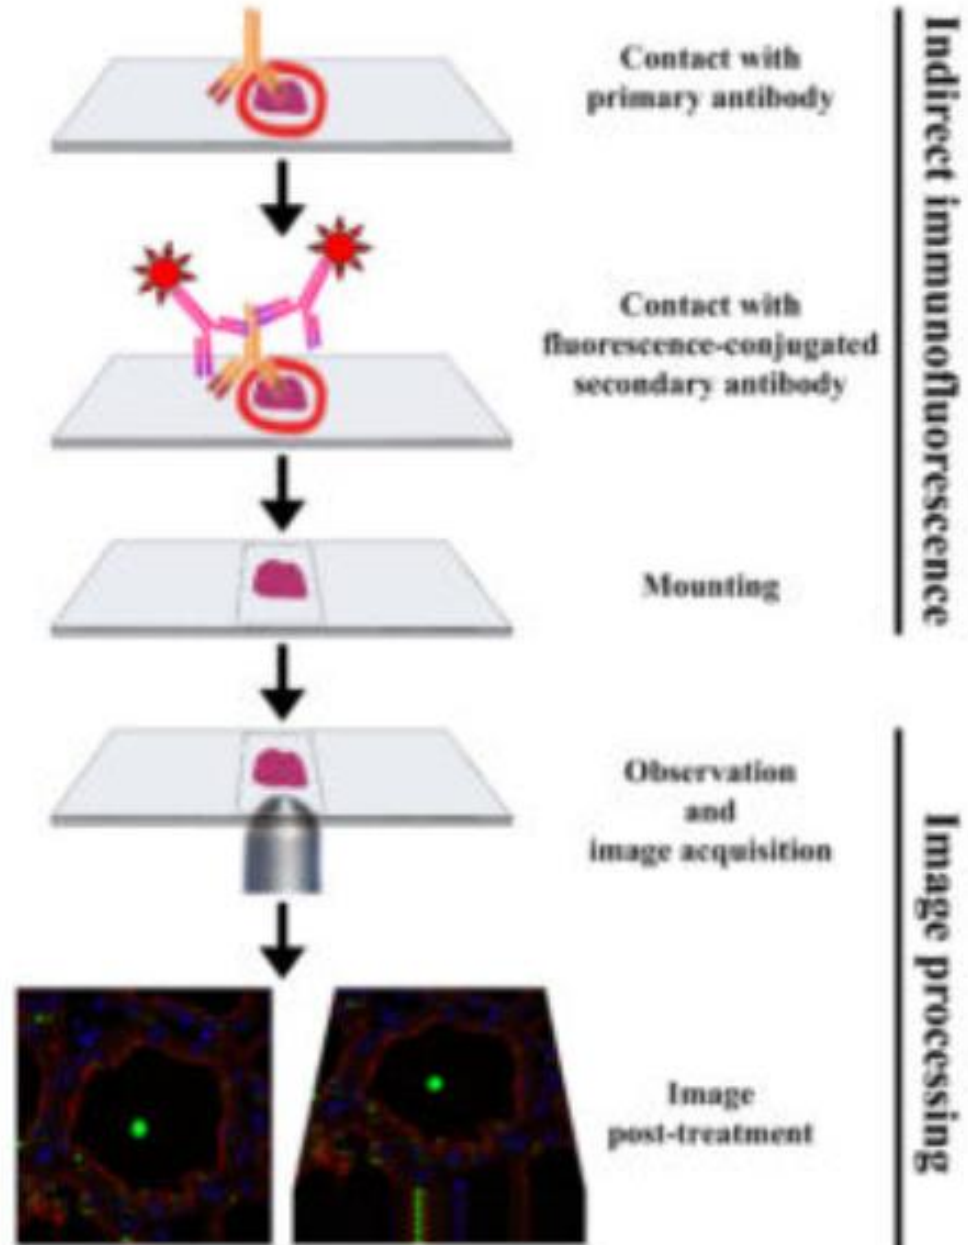 Contact with
primary antibody
Contact with
fluorescence-conjugated
secondary antibody
Mounting
Indirect immunofluorescence
Observation
and
image acquisition
Image
post-treatment
Image processing